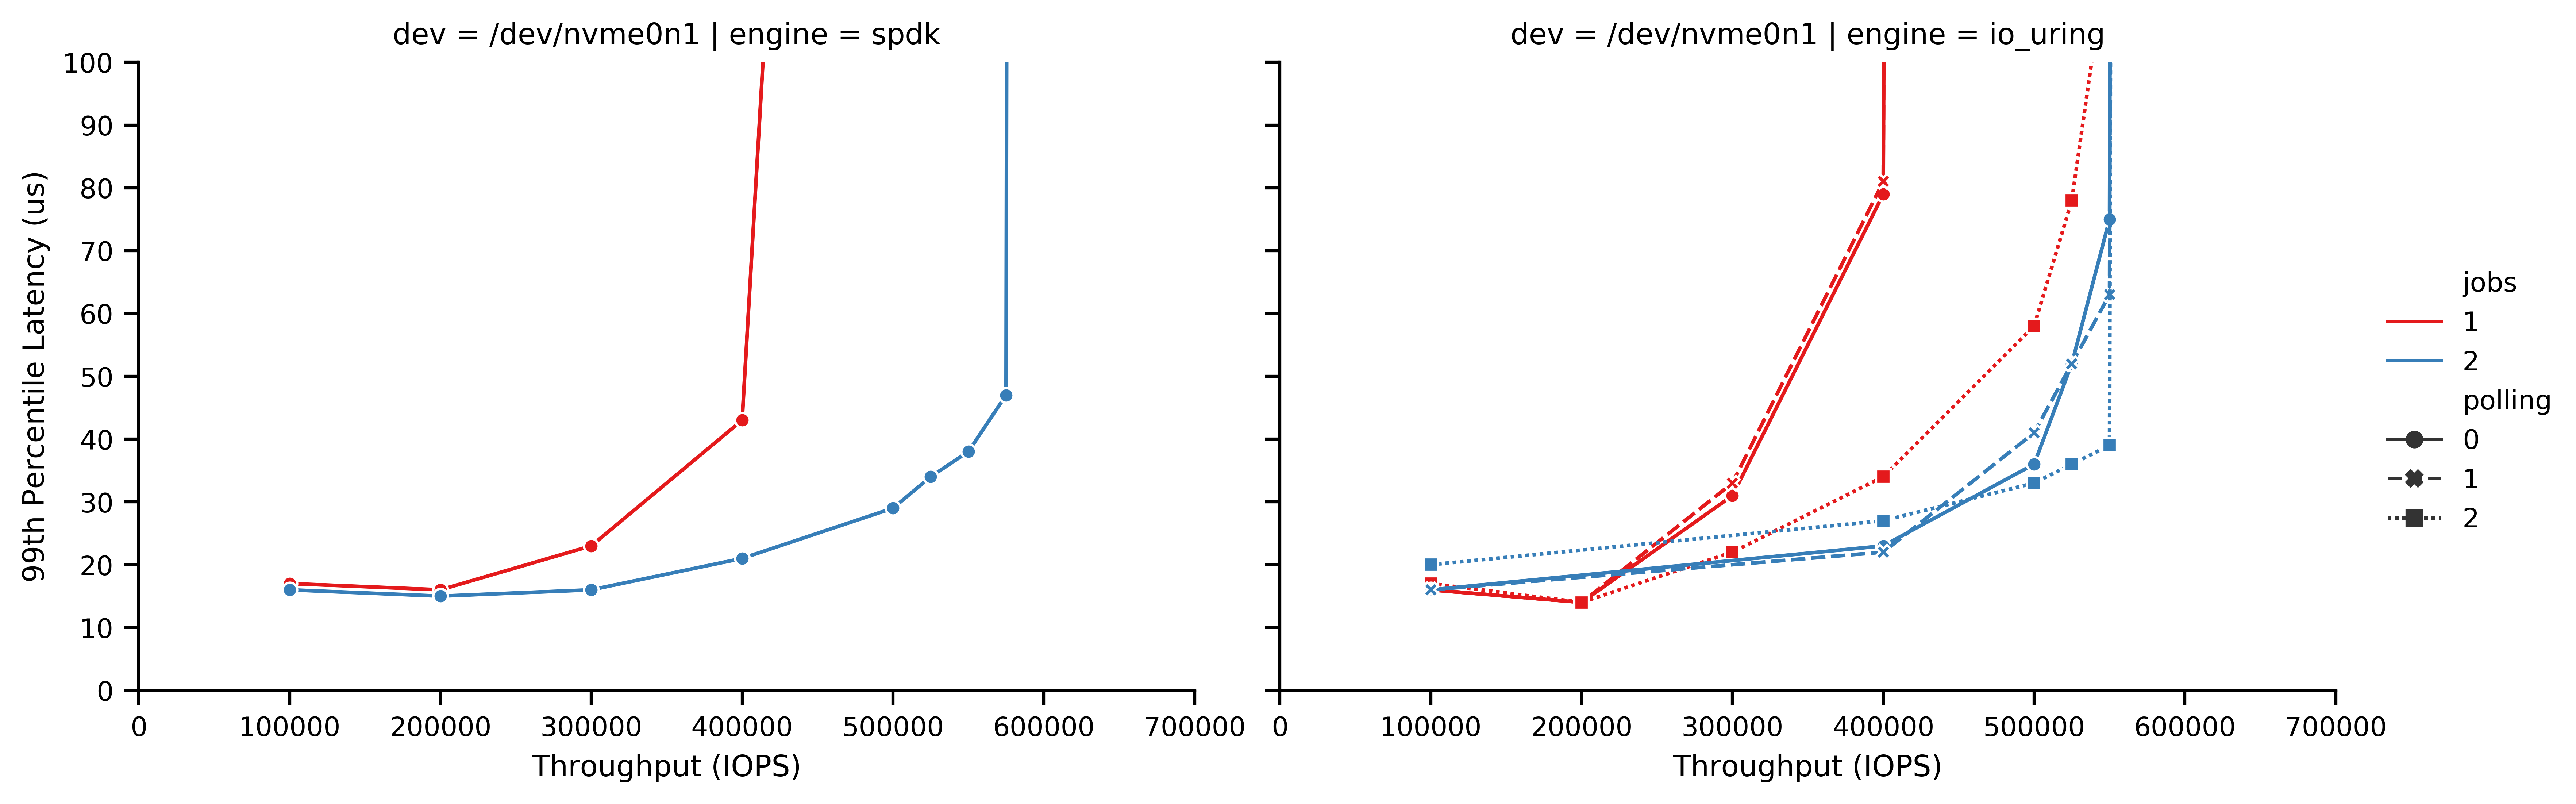 dev = /dev/nvme0n1 | engine = spdk
100
90
80
70
60
50
40
30
20
10
0
99th Percentile Latency (us)
0 100000 200000 300000 400000 500000 600000 700000
Throughput (IOPS)
dev = /dev/nvme0n1 | engine = io_uring
0 100000 200000 300000 400000 500000 600000 700000
Throughput (IOPS)
jobs
1
2
polling
0
1
2